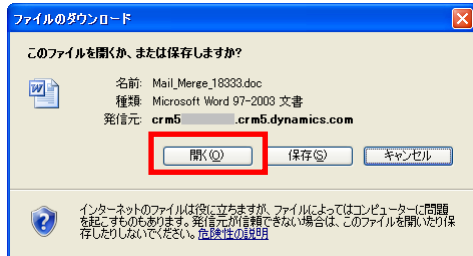 ファイルのダウンロード
このファイルを開くか、または保存しますか?
名前: Mail_Merge_18333.doc
種類: Microsoft Word 97-2003 文書
発信元: crm5 .crm5.dynamics.com
開く(O) 保存(S) キャンセル
インターネットのファイルは役に立ちますが、ファイルによってはコンピューターに問題
を起こすものもあります。発信元が信頼できない場合は、このファイルを開いたり保
存したりしないでください。危険性の説明